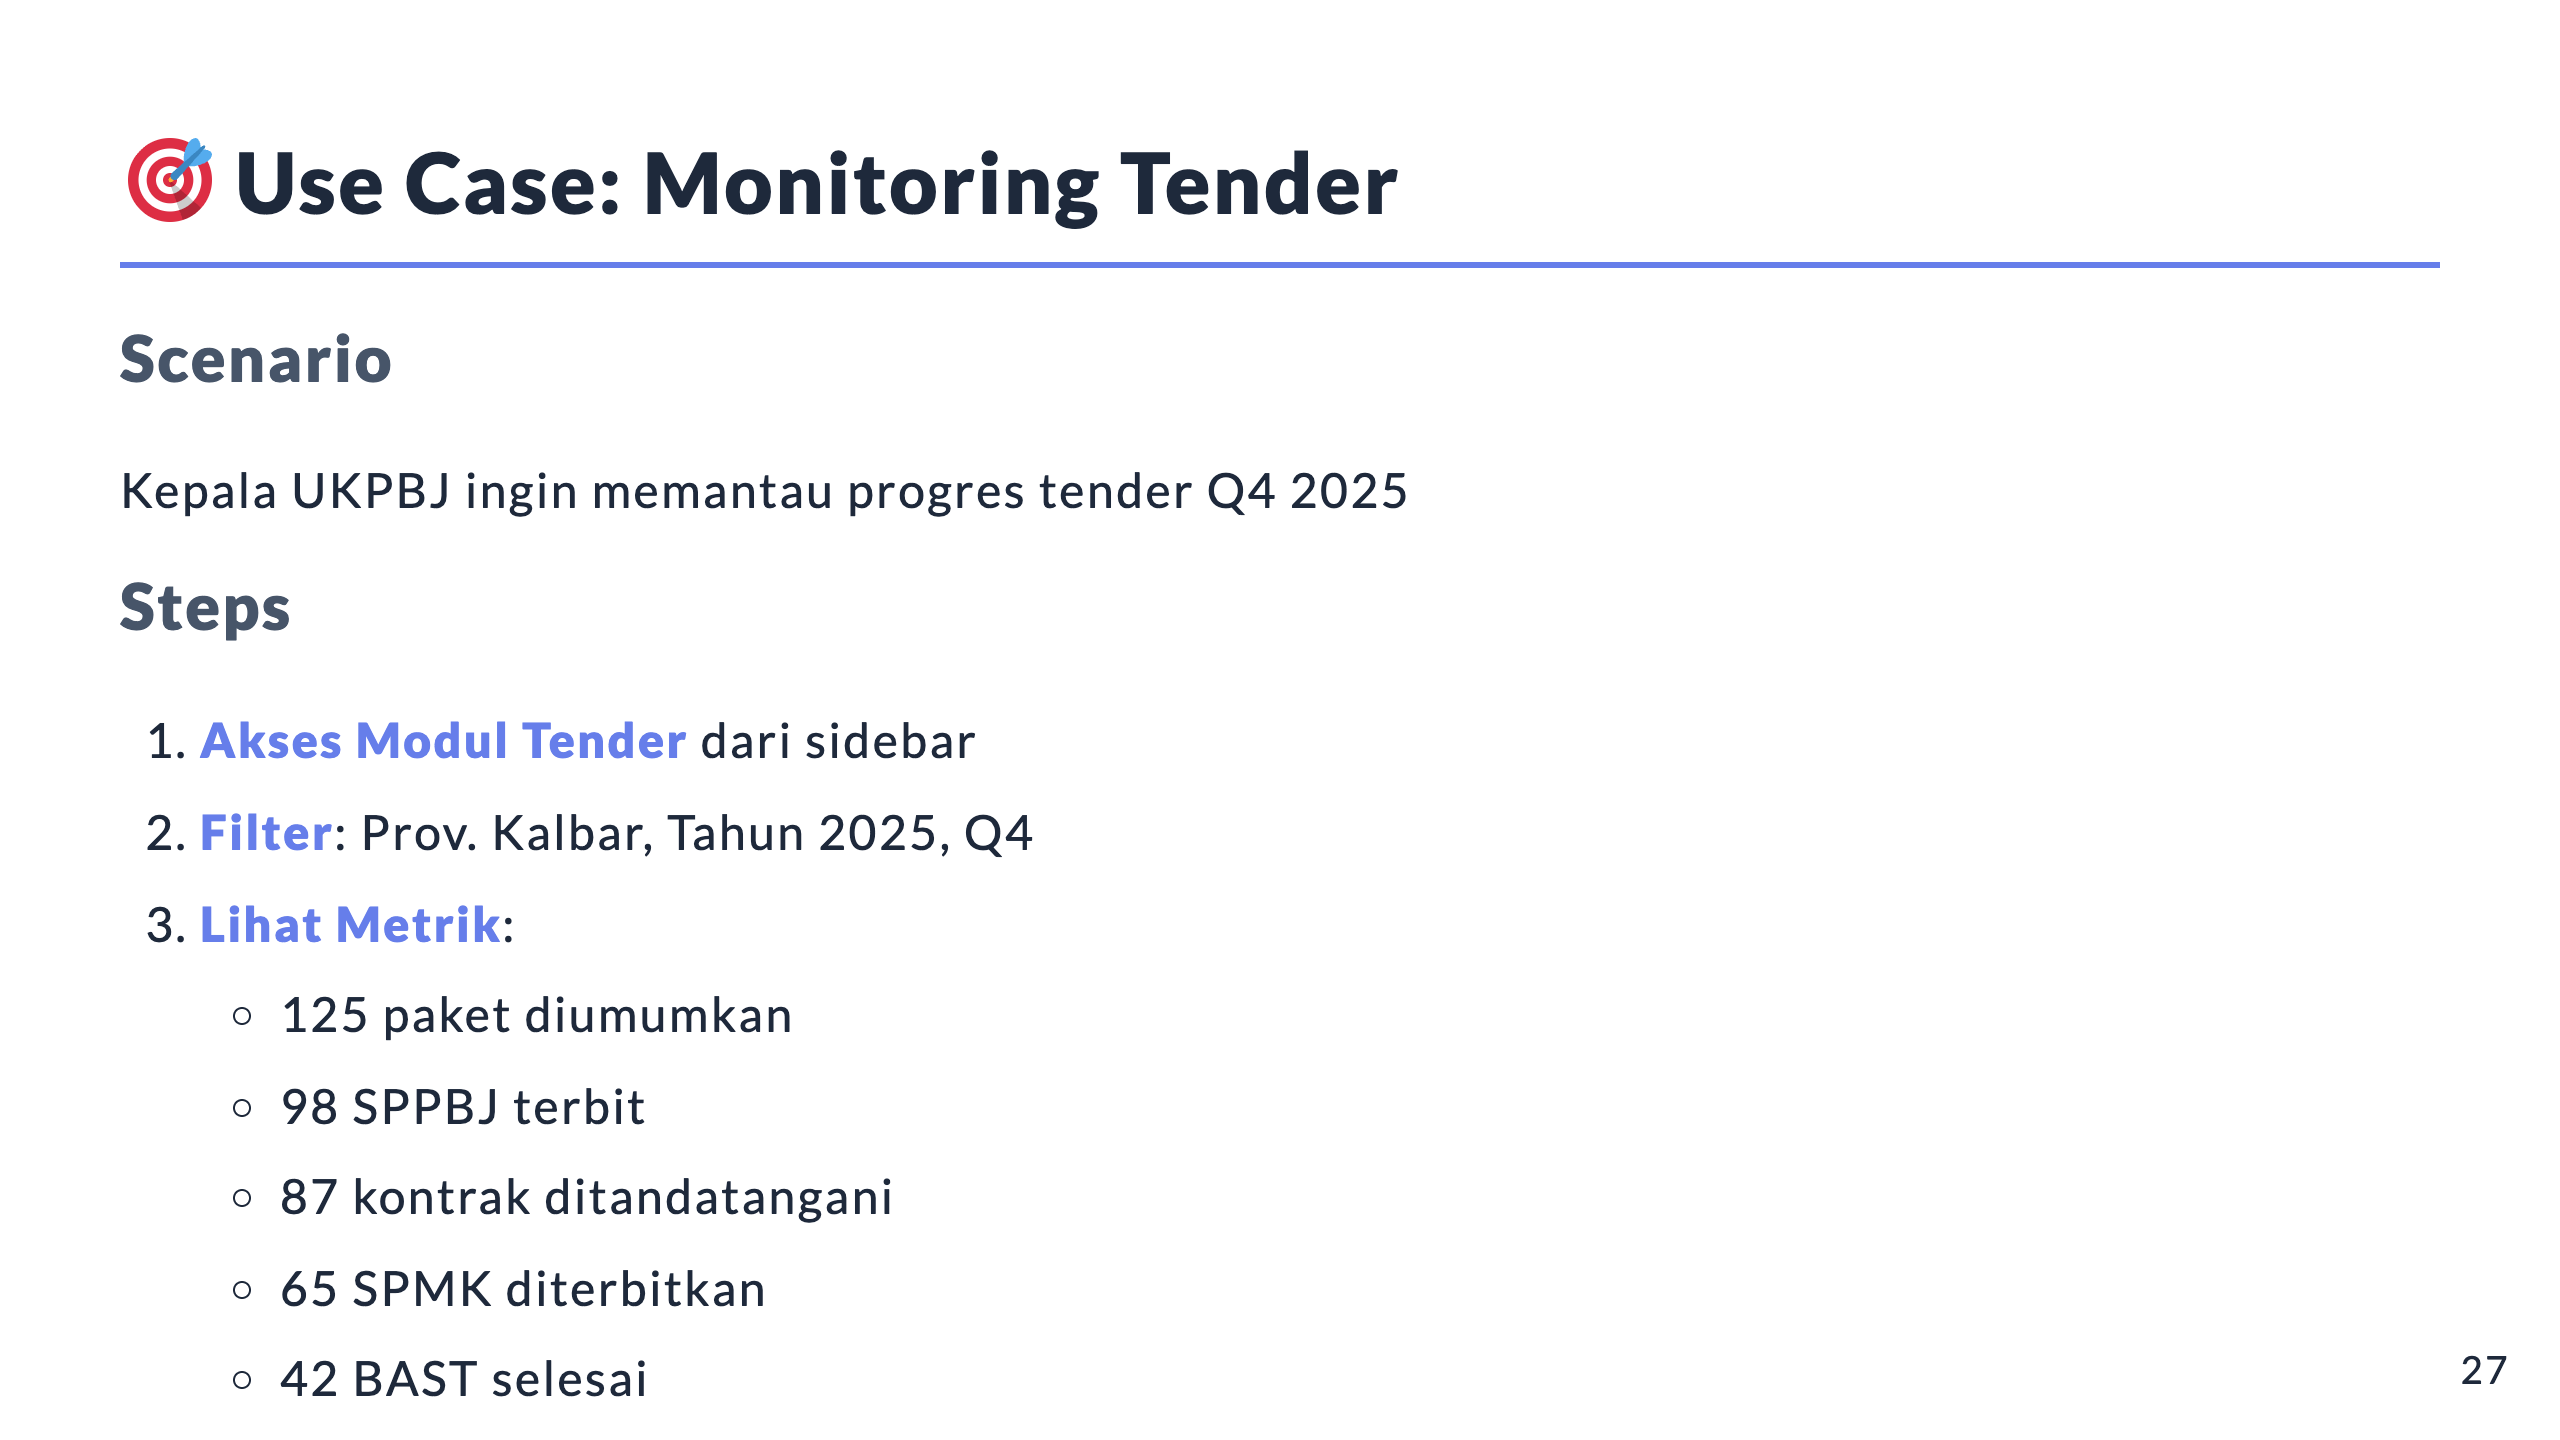 Use Case: Monitoring Tender
Scenario
Kepala UKPBJ ingin memantau progres tender Q4 2025
Steps
1. Akses Modul Tender dari sidebar
2. Filter: Prov. Kalbar, Tahun 2025, Q4
3. Lihat Metrik:
○ 125 paket diumumkan
○ 98 SPPBJ terbit
○ 87 kontrak ditandatangani
○ 65 SPMK diterbitkan
○ 42 BAST selesai
27